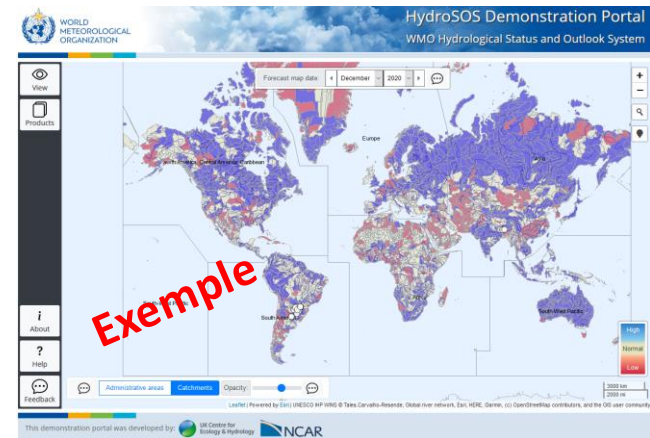 WORLD
METEOROLOGICAL
ORGANIZATION
HydroSOS Demonstration Portal
WMO Hydrological Status and Outlook System
View
Products
Forecast map date:
December
2020
+
−
Europe
Asia
North America, Central America, Caribbean
Africa
South America
South-West Pacific
Exemple
High
Normal
Low
i
About
?
Help
Feedback
Administrative areas
Catchments
Opacity:
2000 km
2000 mi
Leaflet | Powered by Esri | UNESCO IHP WINS © Tales Carvalho-Resende, Global river network, Esri, HERE, Garmin, (c) OpenStreetMap contributors, and the GIS user community
This demonstration portal was developed by:
UK Centre for
Ecology & Hydrology
NCAR